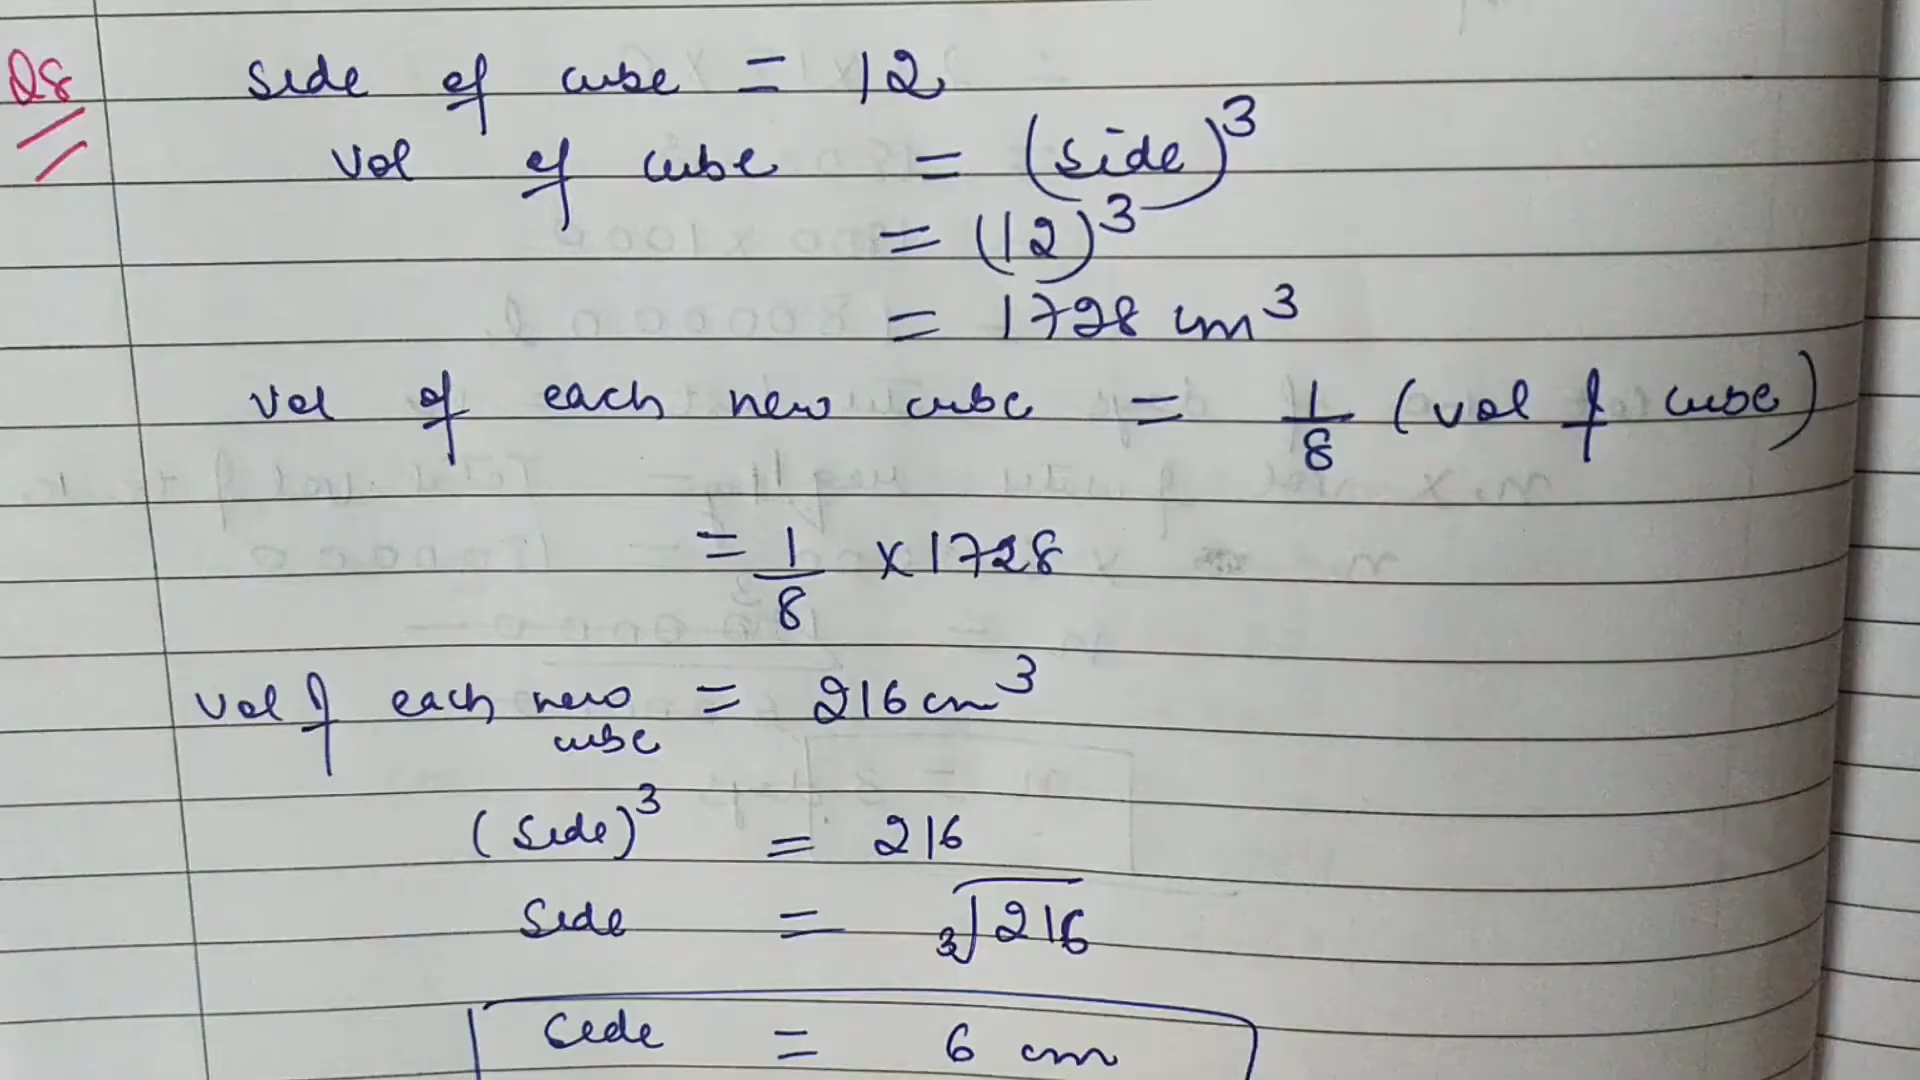 Q8 Side of cube = 12
Vol of cube = (side)³
= (12)³
= 1728 cm³
Vol of each new cube = 1/8 (vol of cube)
= 1/8 × 1728
Vol of each new cube = 216 cm³
(Side)³ = 216
Side = ³√216
Side = 6 cm